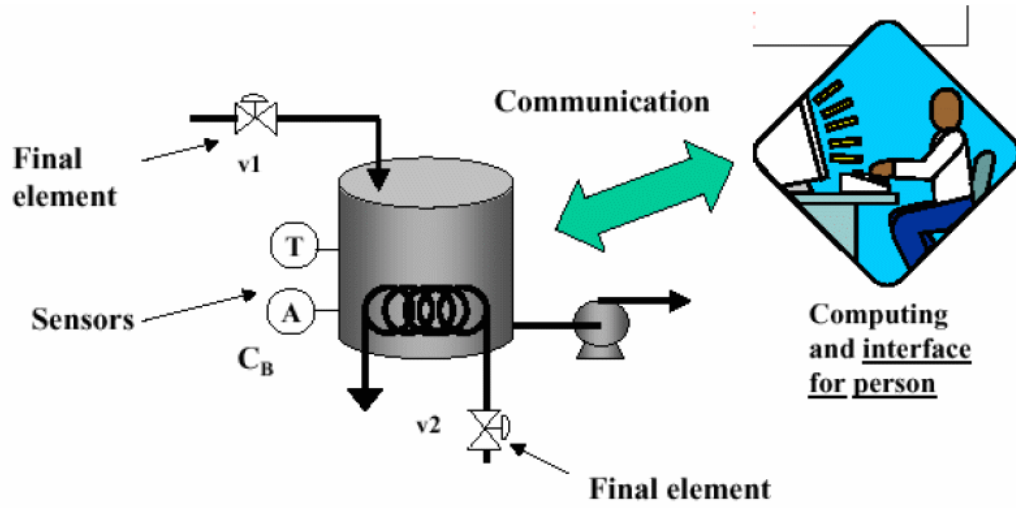 Communication
Final
element
v1
T
Sensors
A
C_B
v2
Final element
Computing
and interface
for person